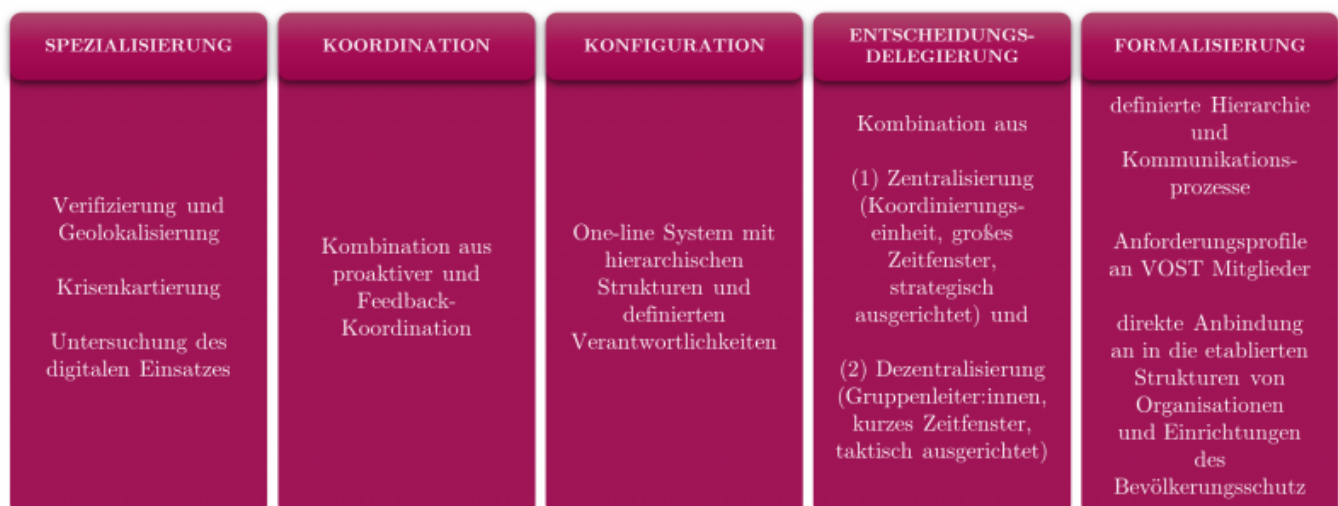 SPEZIALISIERUNG
Verifizierung und
Geolokalisierung
Krisenkartierung
Untersuchung des
digitalen Einsatzes
KOORDINATION
Kombination aus
proaktiver und
Feedback-
Koordination
KONFIGURATION
One-line System mit
hierarchischen
Strukturen und
definierten
Verantwortlichkeiten
ENTSCHEIDUNGS-
DELEGIERUNG
Kombination aus
(1) Zentralisierung
(Koordinierungs-
einheit, großes
Zeitfenster,
strategisch
ausgerichtet) und
(2) Dezentralisierung
(Gruppenleiter:innen,
kurzes Zeitfenster,
taktisch ausgerichtet)
FORMALISIERUNG
definierte Hierarchie
und
Kommunikations-
prozesse
Anforderungsprofile
an VOST Mitglieder
direkte Anbindung
an in die etablierten
Strukturen von
Organisationen
und Einrichtungen
des
Bevölkerungsschutz